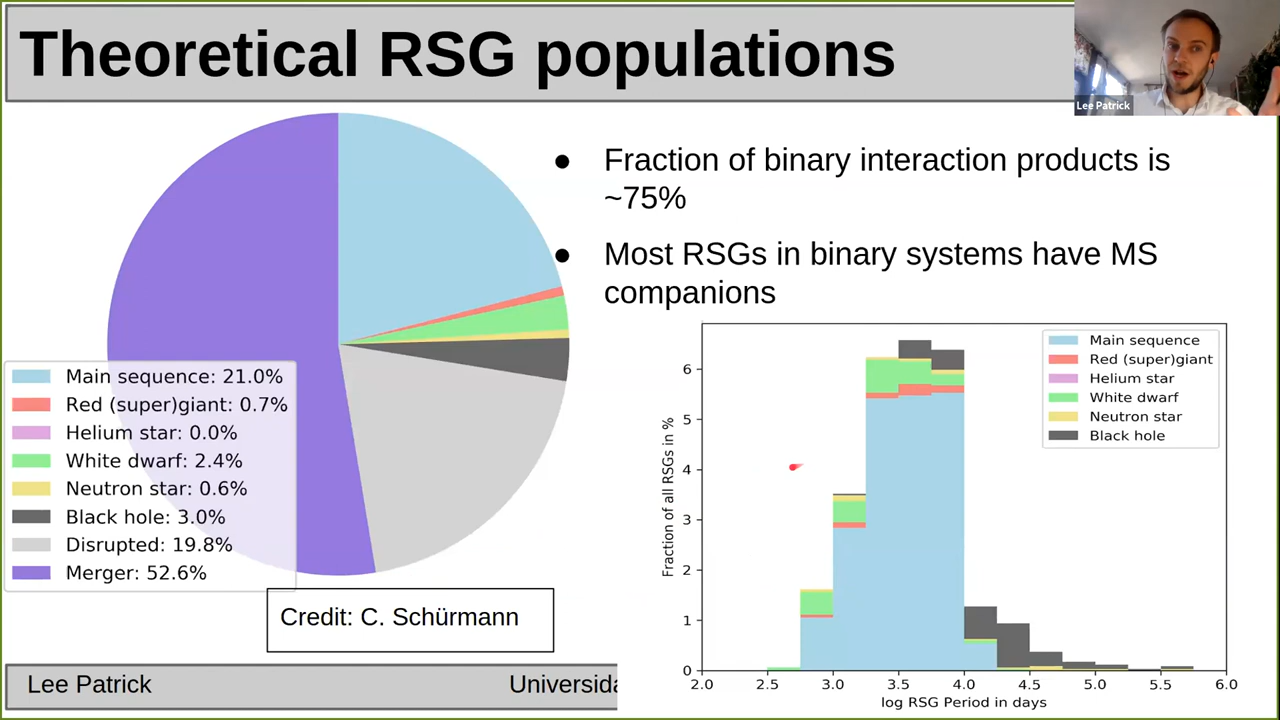 Theoretical RSG populations
Lee Patrick
Main sequence: 21.0%
Red (super)giant: 0.7%
Helium star: 0.0%
White dwarf: 2.4%
Neutron star: 0.6%
Black hole: 3.0%
Disrupted: 19.8%
Merger: 52.6%
Credit: C. Schürmann
● Fraction of binary interaction products is
~75%
● Most RSGs in binary systems have MS
companions
Main sequence
Red (super)giant
Helium star
White dwarf
Neutron star
Black hole
Fraction of all RSGs in %
6
5
4
3
2
1
0
2.0 2.5 3.0 3.5 4.0 4.5 5.0 5.5 6.0
log RSG Period in days
Lee Patrick Universida